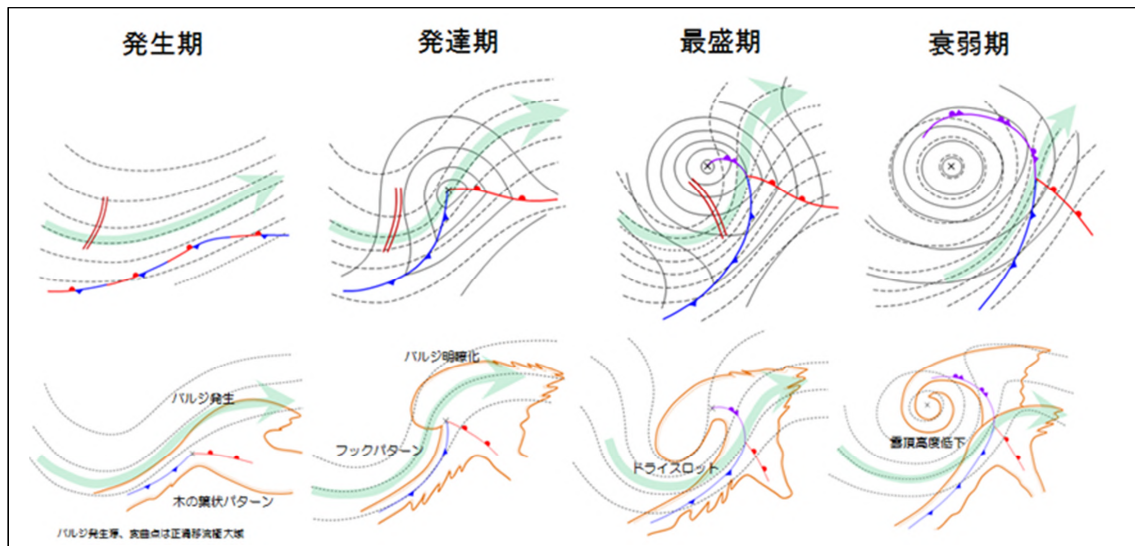 発生期
発達期
最盛期
衰弱期
バルジ発生
木の葉状パターン
バルジ発生域、変曲点は正渦移流極大域
バルジ明瞭化
フックパターン
ドライスロット
雲頂高度低下